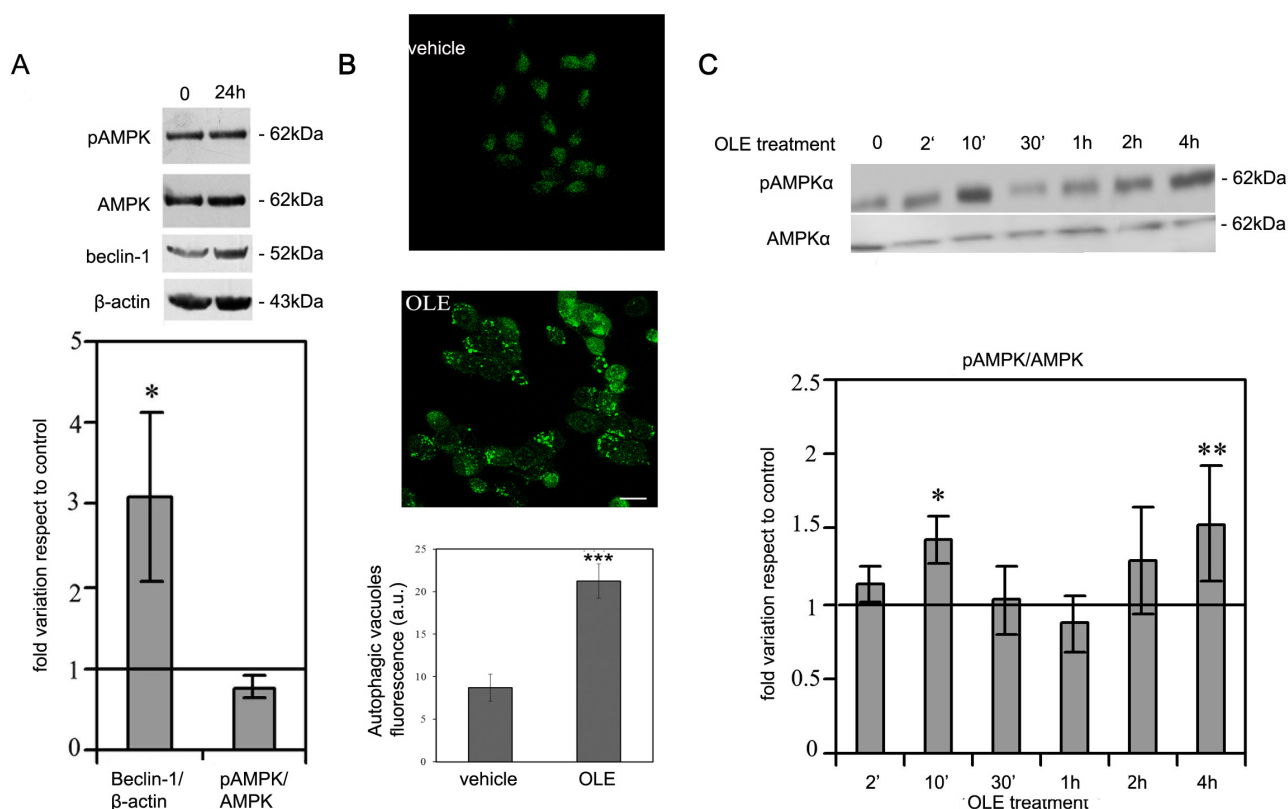 A
0 24h
pAMPK - 62kDa
AMPK - 62kDa
beclin-1 - 52kDa
β-actin - 43kDa
fold variation respect to control
5
4
3
2
1
0
*
Beclin-1/
β-actin
pAMPK/
AMPK
B
vehicle
OLE
Autophagic vacuoles
fluorescence (a.u.)
25
20
15
10
5
0
***
vehicle OLE
C
OLE treatment 0 2‘ 10’ 30’ 1h 2h 4h
pAMPKα - 62kDa
AMPKα - 62kDa
pAMPK/AMPK
fold variation respect to control
2.5
2
1.5
1
0.5
0
* **
2’ 10’ 30’ 1h 2h 4h
OLE treatment